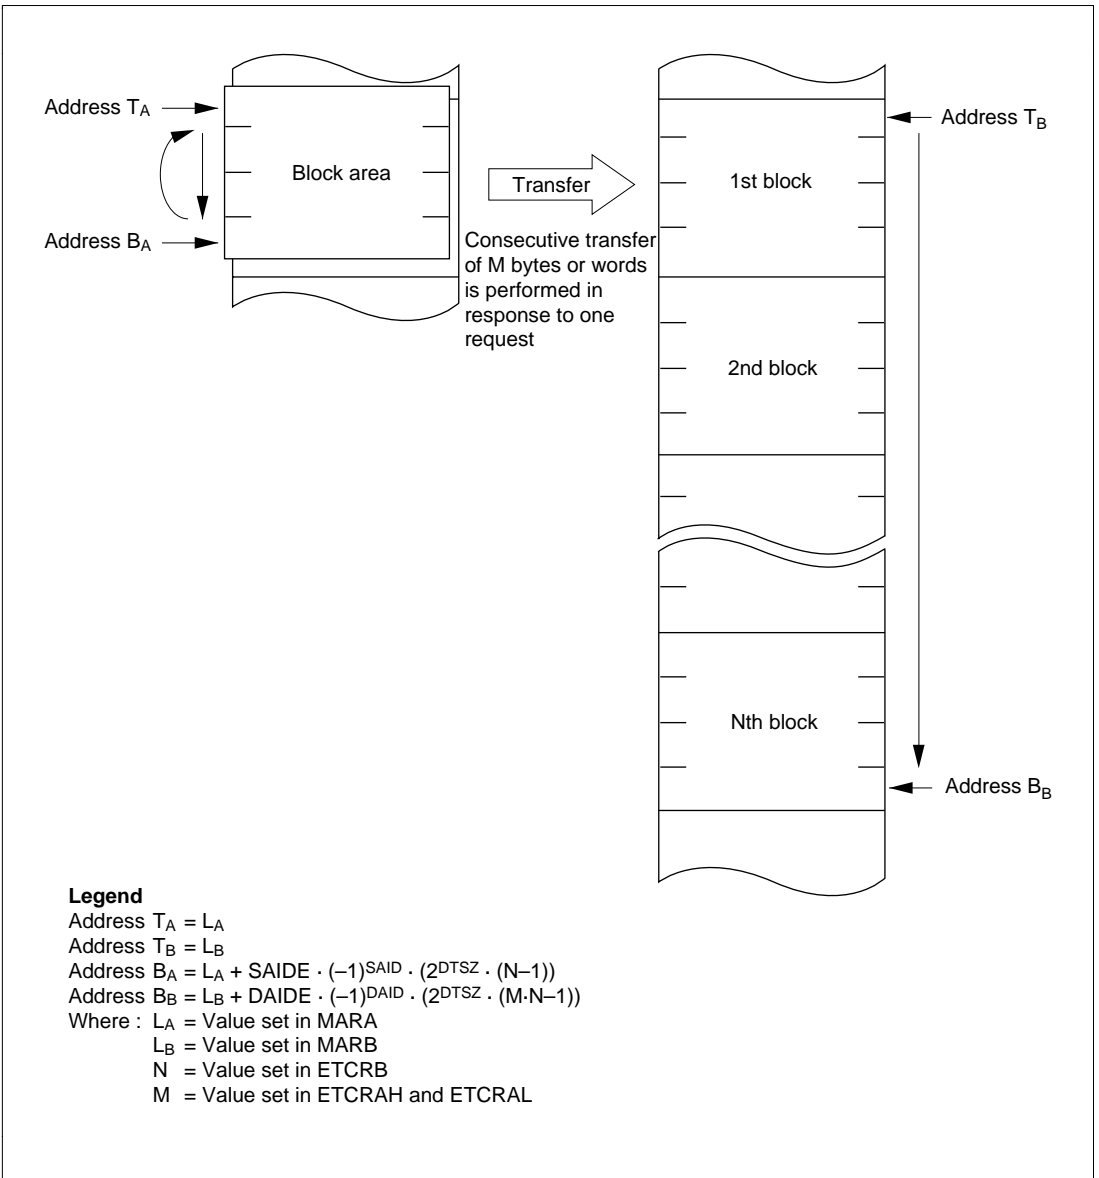 Address TA
Block area
Address BA
Transfer
Consecutive transfer
of M bytes or words
is performed in
response to one
request
Address TB
1st block
2nd block
Nth block
Address BB
Legend
Address TA = LA
Address TB = LB
Address BA = LA + SAIDE · (–1)SAID · (2DTSZ · (N–1))
Address BB = LB + DAIDE · (–1)DAID · (2DTSZ · (M·N–1))
Where : LA = Value set in MARA
LB = Value set in MARB
N = Value set in ETCRB
M = Value set in ETCRAH and ETCRAL